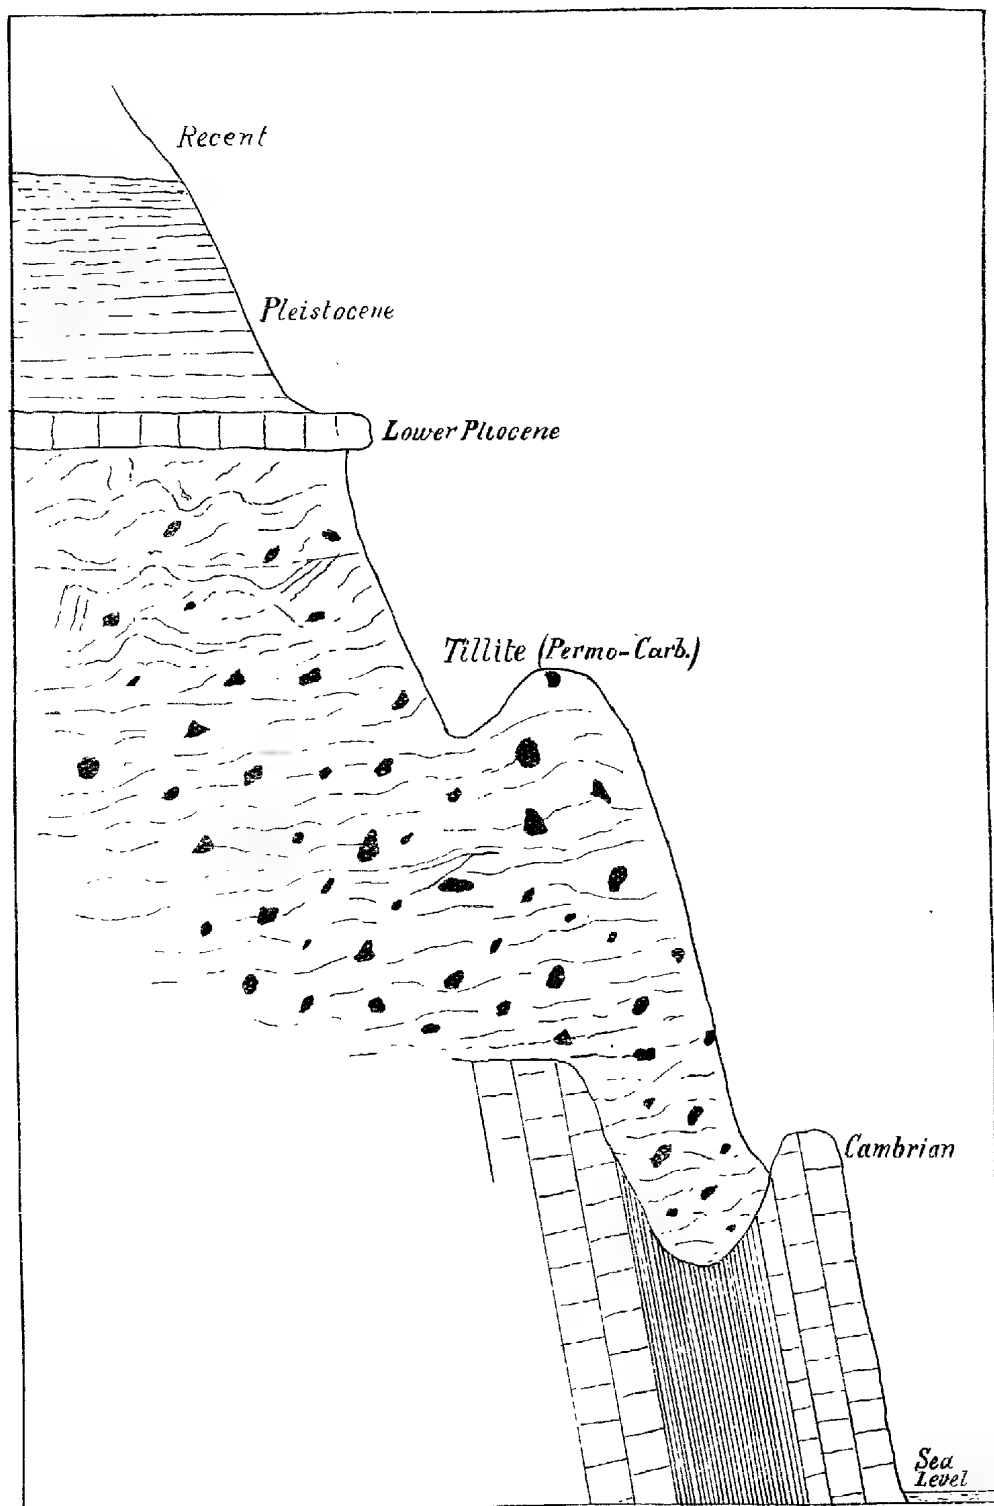 Recent
Pleistocene
Lower Pliocene
Tillite (Permo-Carb.)
Cambrian
Sea
Level